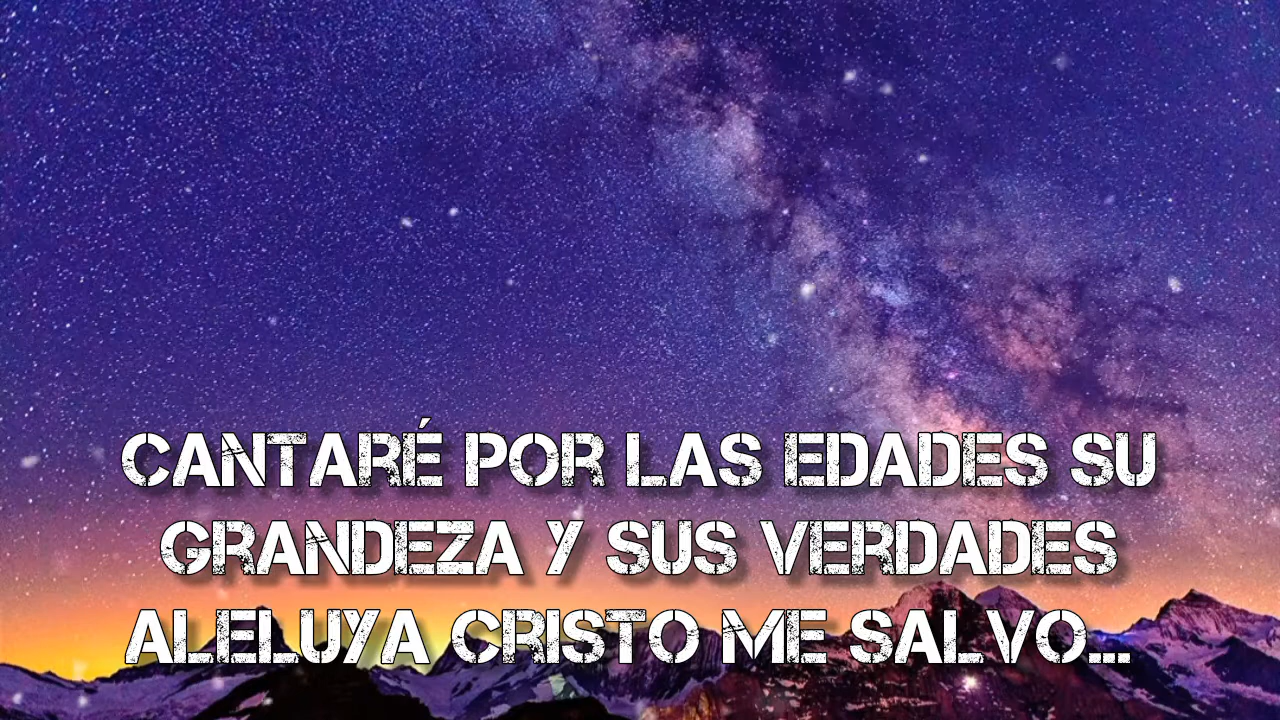 CANTARÉ POR LAS EDADES SU
GRANDEZA Y SUS VERDADES
ALELUYA CRISTO ME SALVO...